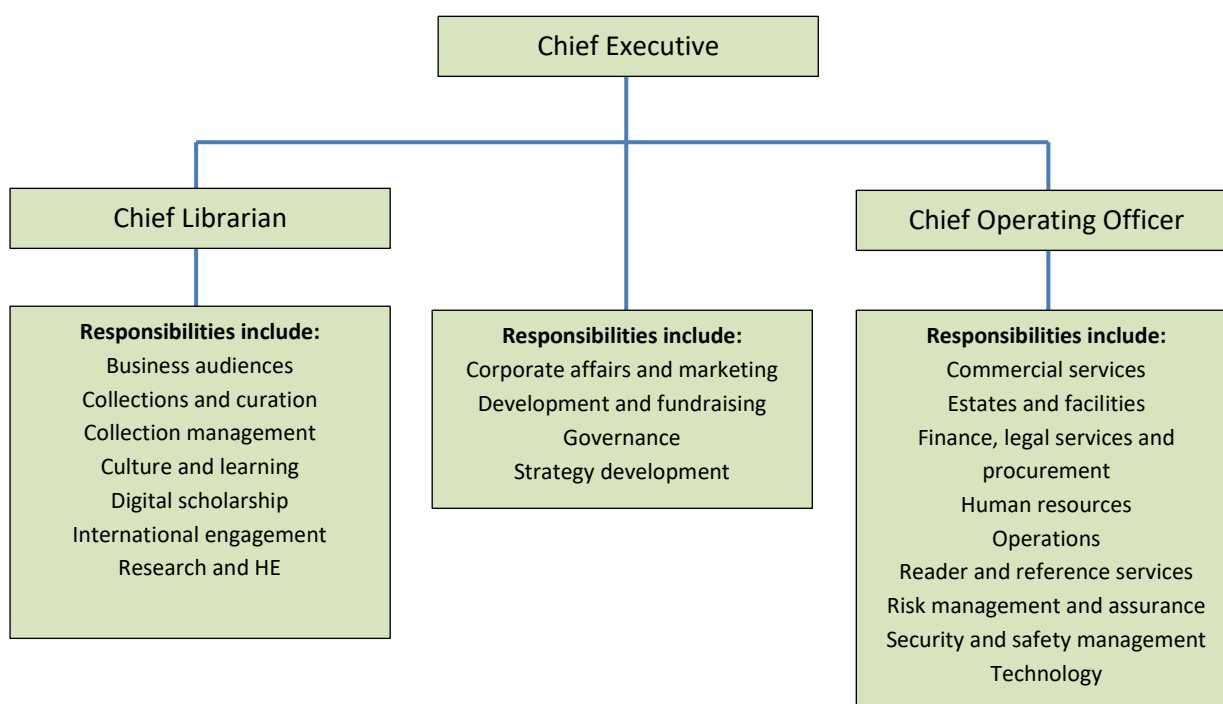 Chief Executive
Chief Librarian
Chief Operating Officer
Responsibilities include:
Business audiences
Collections and curation
Collection management
Culture and learning
Digital scholarship
International engagement
Research and HE
Responsibilities include:
Corporate affairs and marketing
Development and fundraising
Governance
Strategy development
Responsibilities include:
Commercial services
Estates and facilities
Finance, legal services and
procurement
Human resources
Operations
Reader and reference services
Risk management and assurance
Security and safety management
Technology